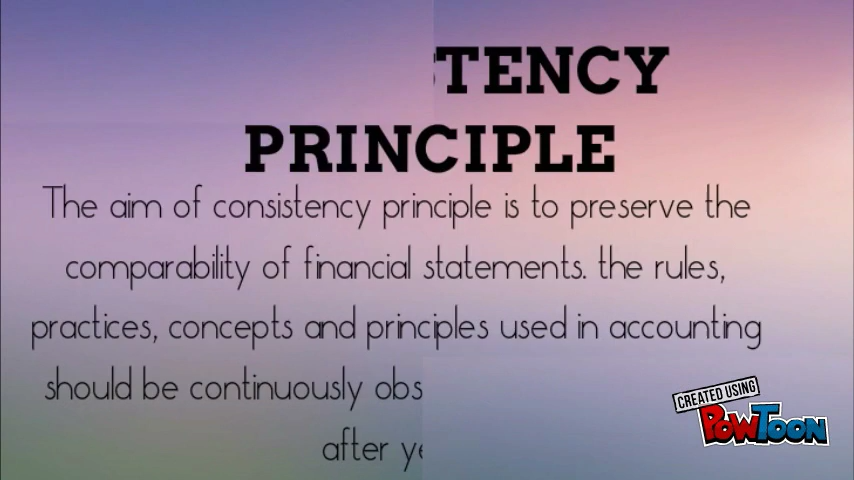 TENCY
PRINCIPLE
The aim of consistency principle is to preserve the
comparability of financial statements. the rules,
practices, concepts and principles used in accounting
should be continuously
after
CREATED USING
POWTOON